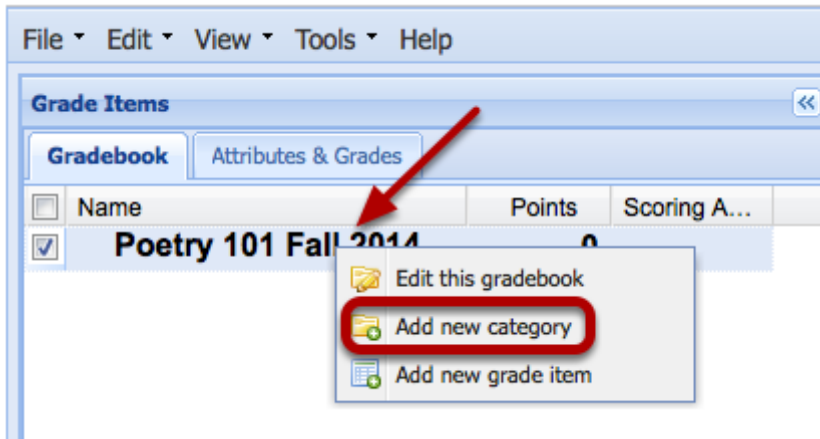 File Edit View Tools Help
Grade Items
Gradebook Attributes & Grades
Name Points Scoring A...
Poetry 101 Fall 2014 0
Edit this gradebook
Add new category
Add new grade item